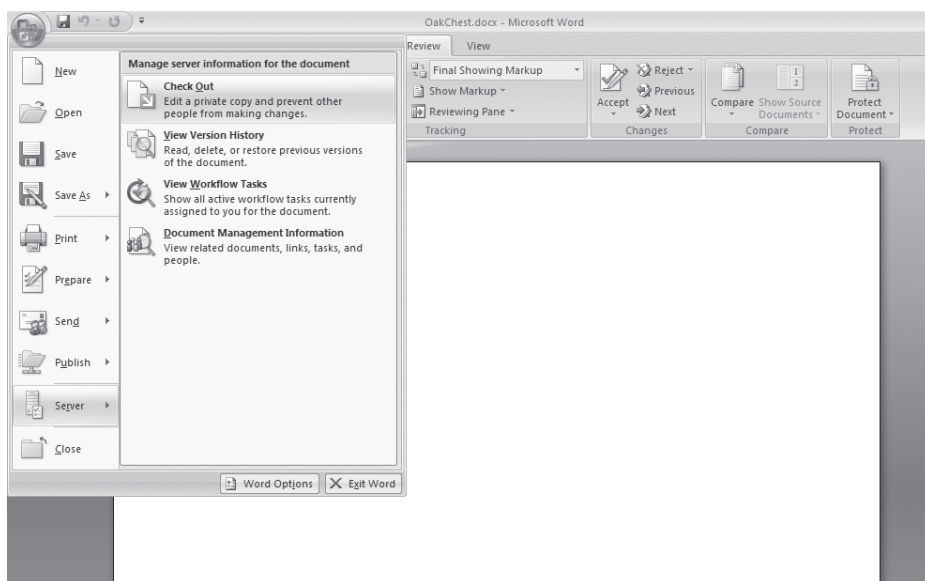 OakChest.docx - Microsoft Word
Review View
New
Open
Save
Save As
Print
Prepare
Send
Publish
Server
Close
Manage server information for the document
Check Out
Edit a private copy and prevent other
people from making changes.
View Version History
Read, delete, or restore previous versions
of the document.
View Workflow Tasks
Show all active workflow tasks currently
assigned to you for the document.
Document Management Information
View related documents, links, tasks, and
people.
Word Options
Exit Word
Final Showing Markup
Show Markup
Reviewing Pane
Tracking
Accept
Reject
Previous
Next
Changes
Compare
Show Source
Documents
Compare
Protect
Document
Protect